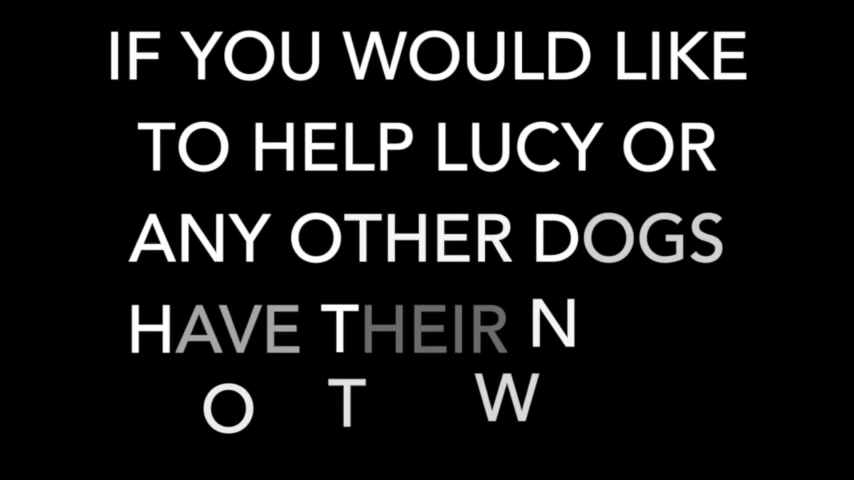 IF YOU WOULD LIKE
TO HELP LUCY OR
ANY OTHER DOGS
HAVE THEIR N
O T W